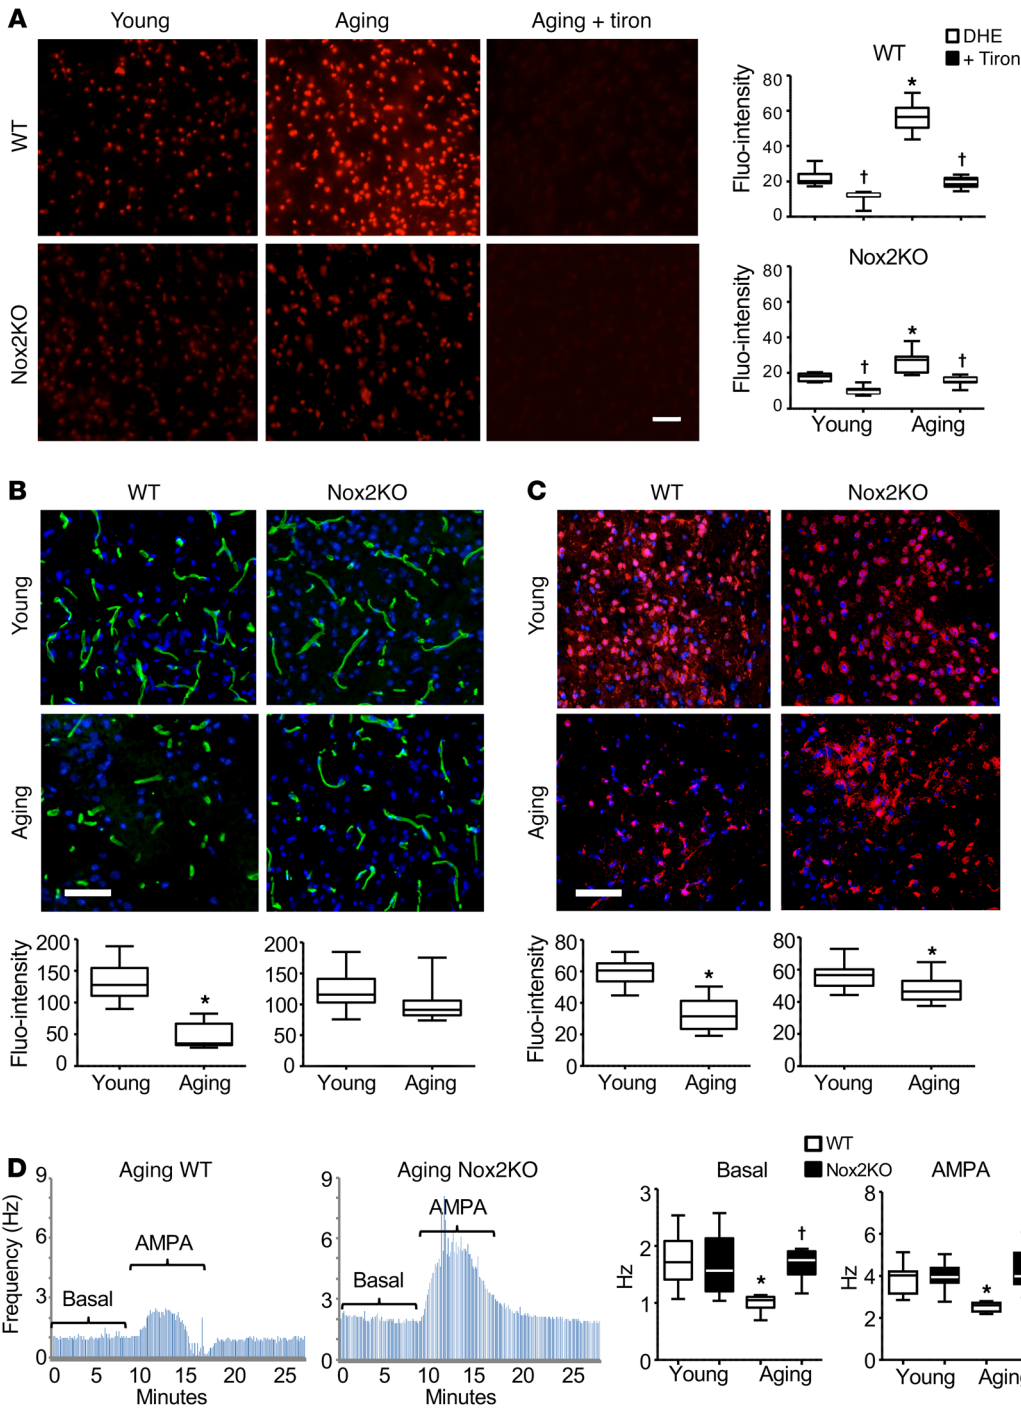 A
Young
Aging
Aging + tiron
WT
Nox2KO
DHE
+ Tiron
WT
Fluo-intensity
80
60
40
20
0
*
†
†
Nox2KO
Fluo-intensity
80
60
40
20
0
*
†
†
Young
Aging
B
WT
Nox2KO
Young
Aging
Fluo-intensity
200
150
100
50
0
*
Young
Aging
200
150
100
50
0
Young
Aging
C
WT
Nox2KO
Young
Aging
Fluo-intensity
80
60
40
20
0
*
Young
Aging
80
60
40
20
0
*
Young
Aging
D
Aging WT
Frequency (Hz)
9
6
3
0
Basal
AMPA
0 5 10 15 20 25
Minutes
Aging Nox2KO
9
6
3
0
Basal
AMPA
0 5 10 15 20 25
Minutes
WT
Nox2KO
Basal
Hz
3
2
1
0
*
†
Young
Aging
AMPA
Hz
8
6
4
2
0
*
Young